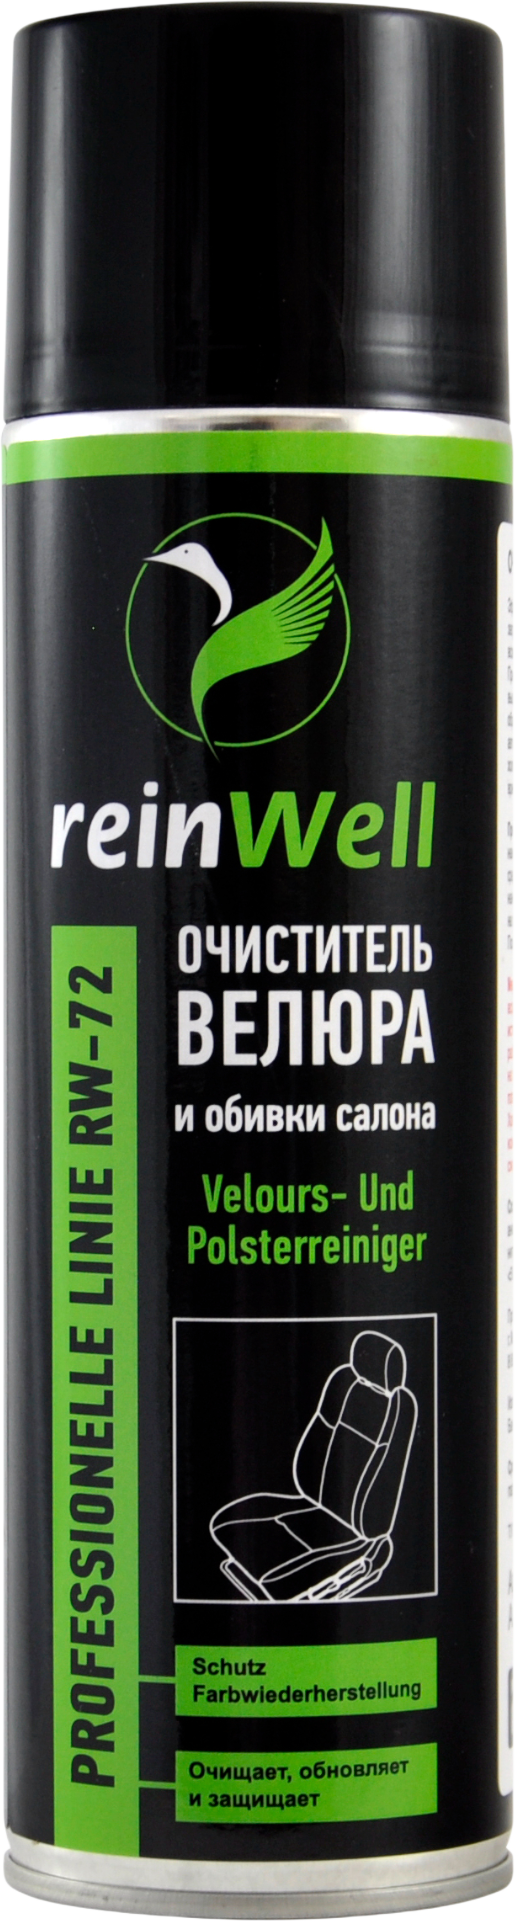 reinWell
ОЧИСТИТЕЛЬ
ВЕЛЮРА
и обивки салона
Velours- Und
Polsterreiniger
PROFESSIONELLE LINIE RW-72
Schutz
Farbwiederherstellung
Очищает, обновляет
и защищает